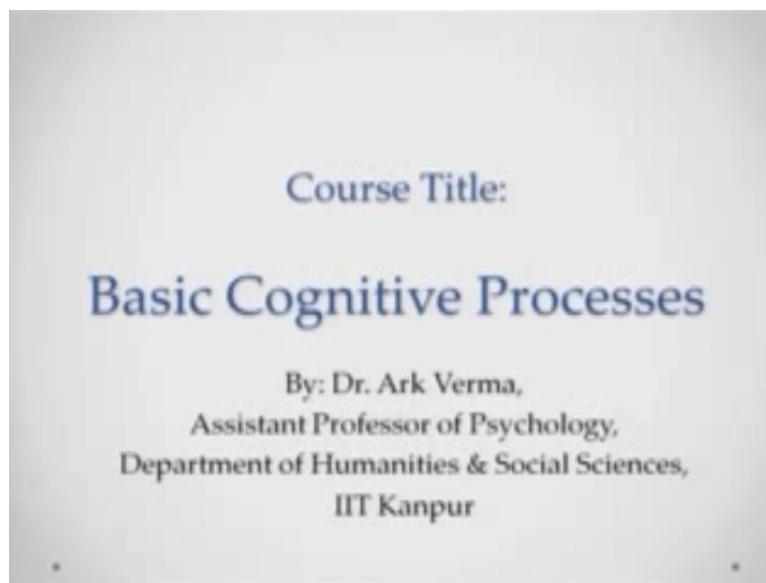 Course Title:
Basic Cognitive Processes
By: Dr. Ark Verma,
Assistant Professor of Psychology,
Department of Humanities & Social Sciences,
IIT Kanpur